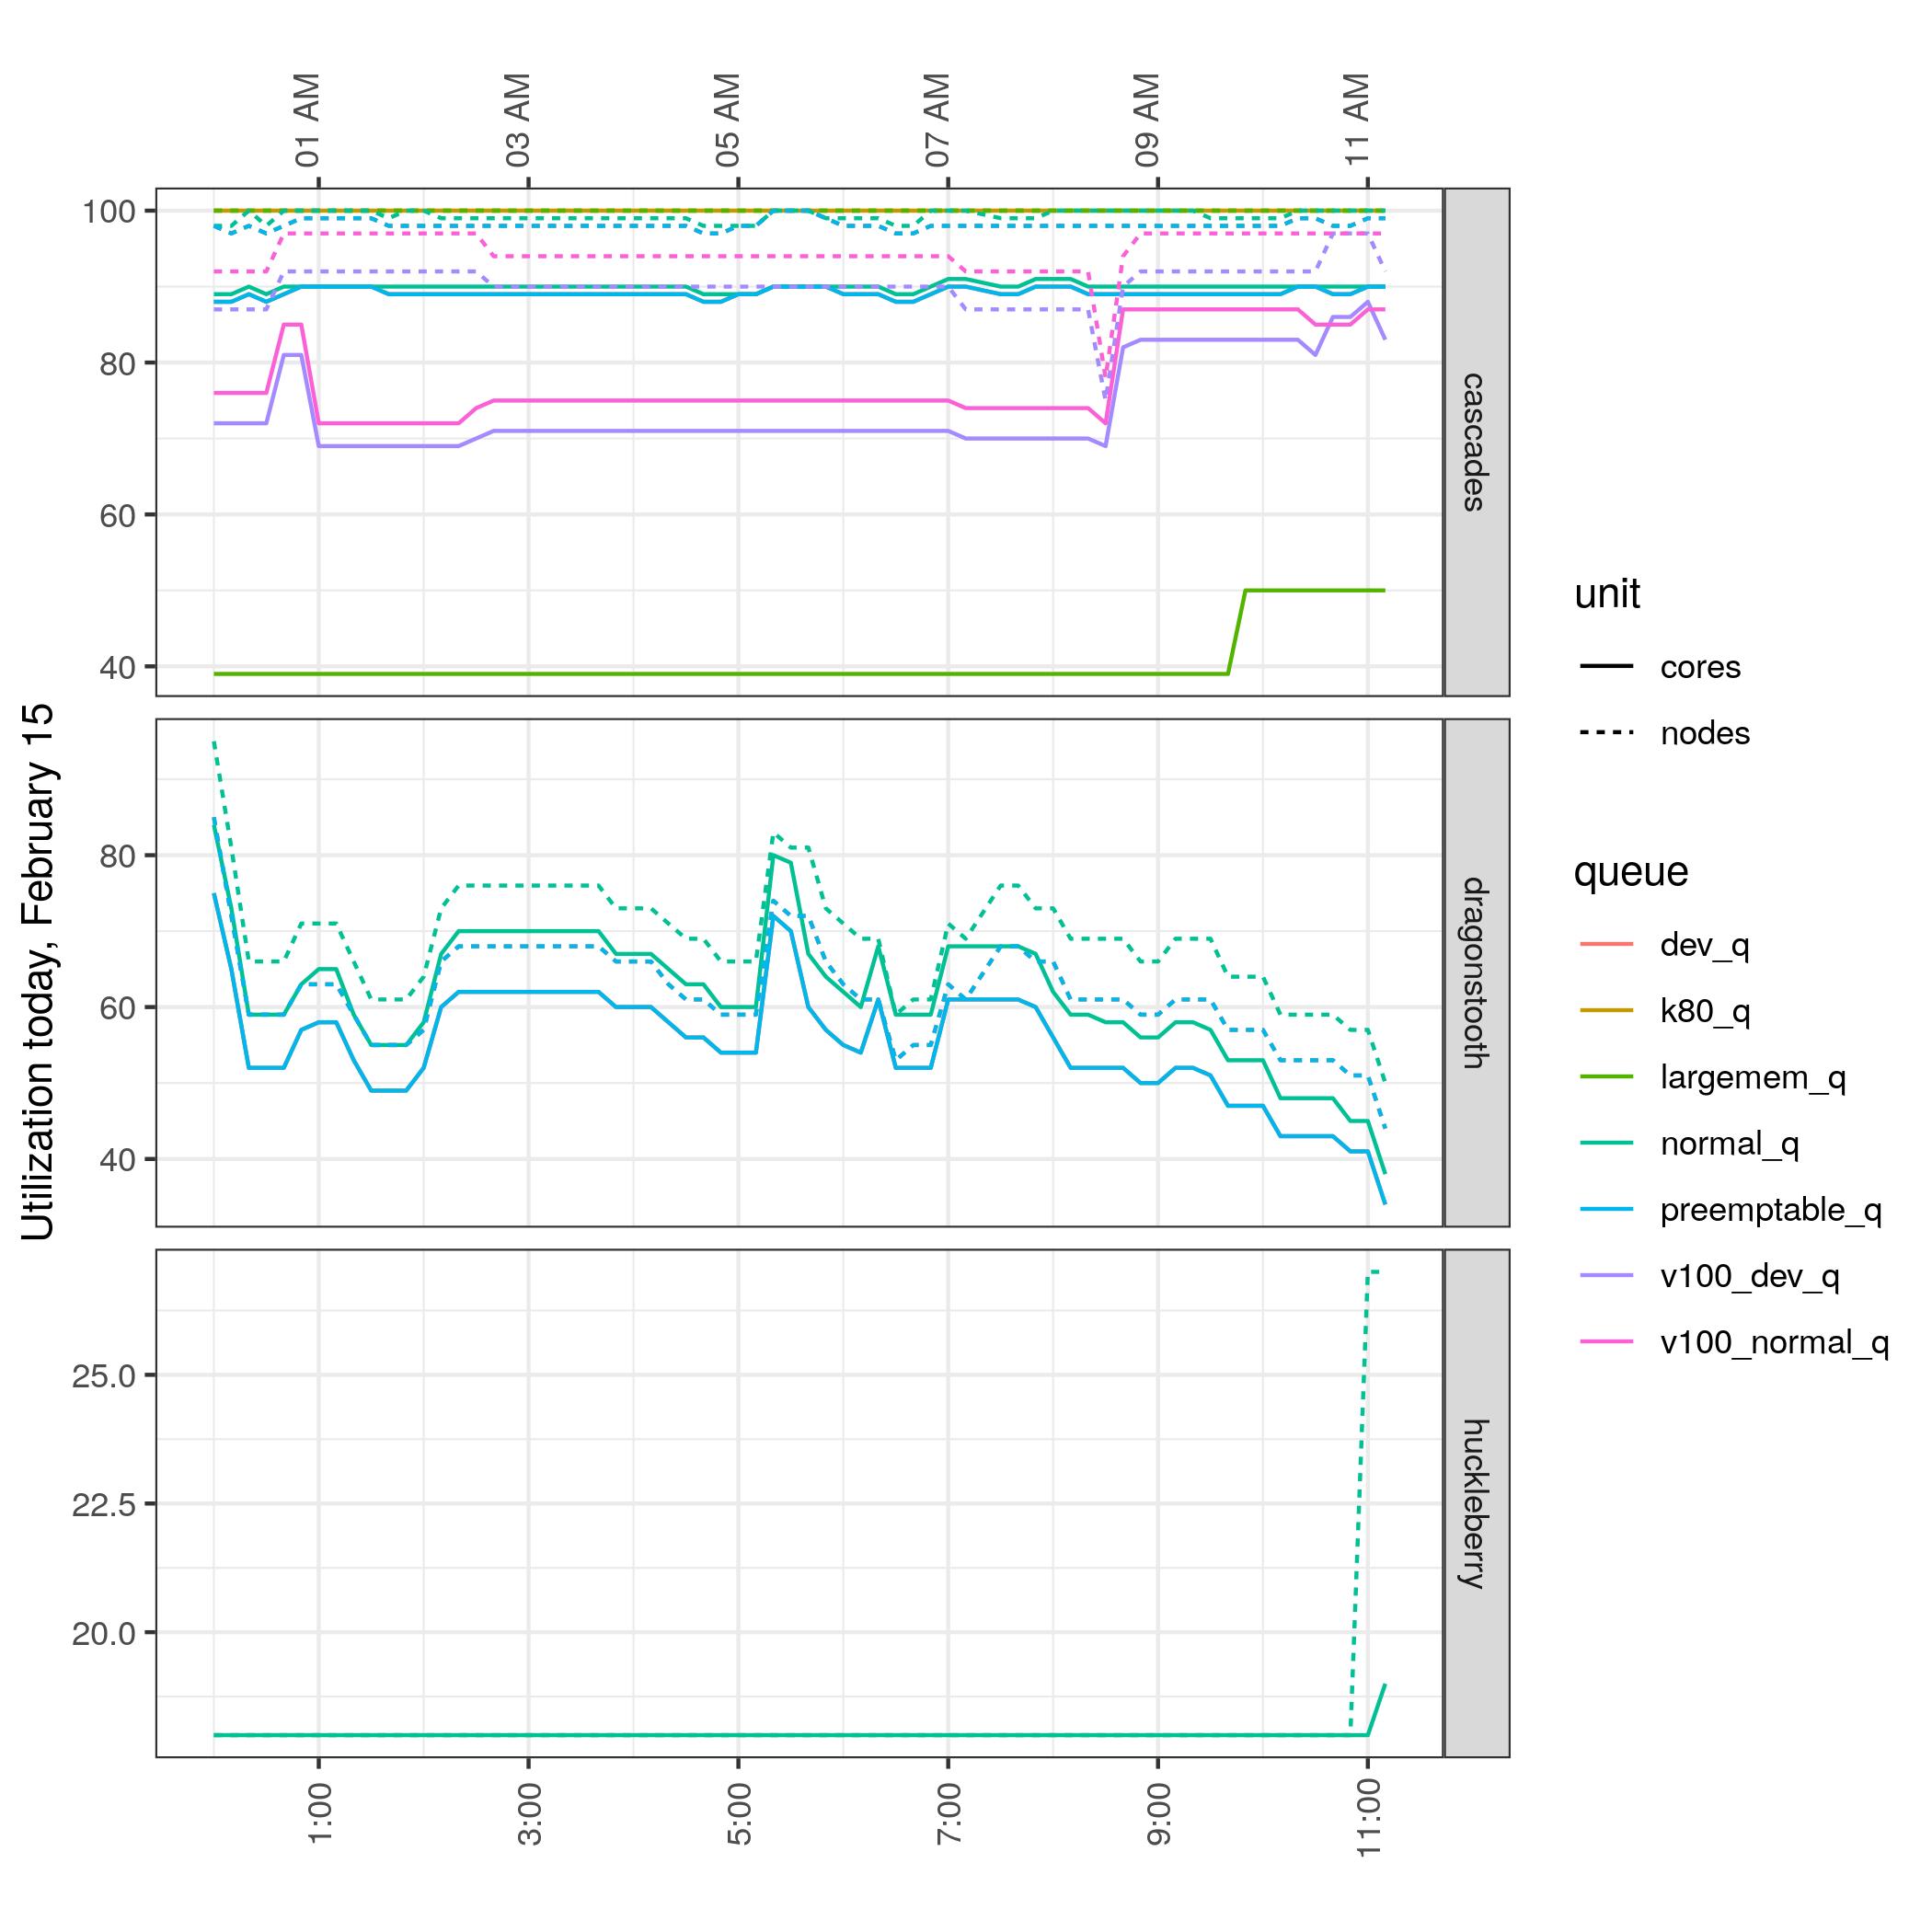 01 AM
03 AM
05 AM
07 AM
09 AM
11 AM
100
80
60
40
cascades
Utilization today, February 15
80
60
40
dragonstooth
25.0
22.5
20.0
huckleberry
1:00
3:00
5:00
7:00
9:00
11:00
unit
cores
nodes
queue
dev_q
k80_q
largemem_q
normal_q
preemptable_q
v100_dev_q
v100_normal_q